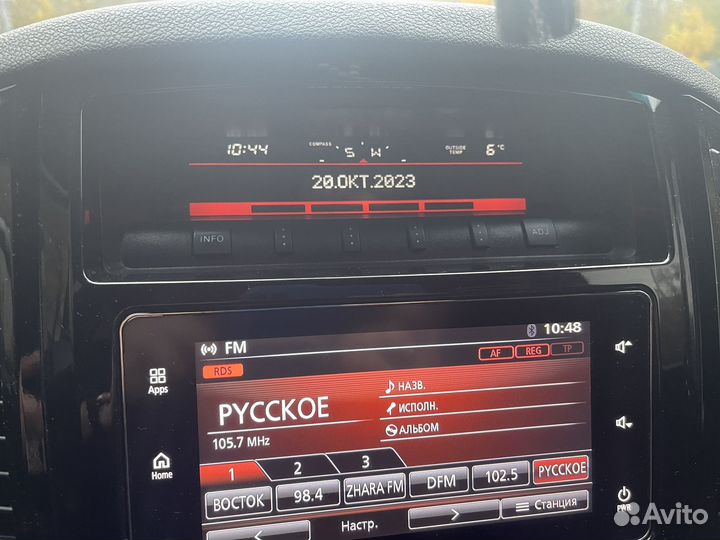 10:44 COMPASS S W OUTSIDE TEMP 6°C
20.ОКТ.2023
INFO ADJ
FM 10:48
AF REG TP
RDS
Apps
РУССКОЕ
105.7 MHz
НАЗВ.
ИСПОЛН.
АЛЬБОМ
Home
1 2 3
ВОСТОК 98.4 ZHARA FM DFM 102.5 РУССКОЕ
< Настр. > Станция
PWR
Avito